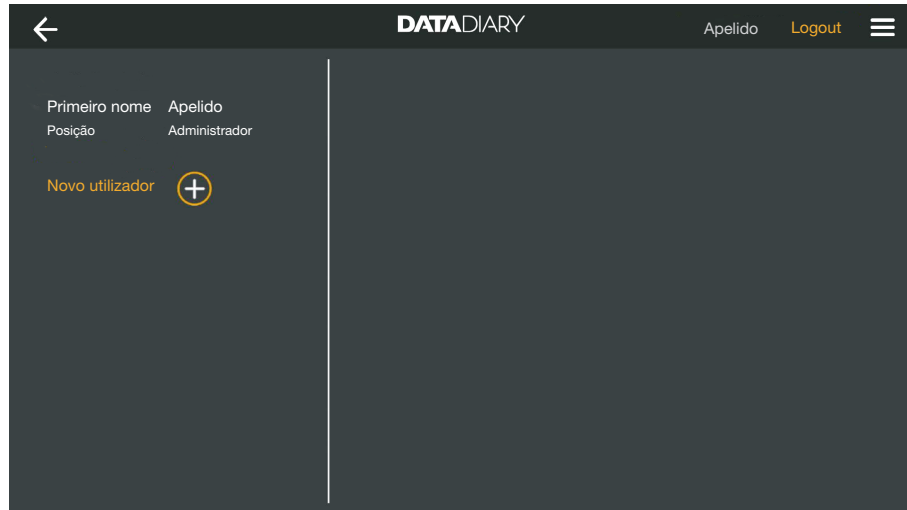 DATADIARY Apelido Logout
Primeiro nome Apelido
Posição Administrador
Novo utilizador